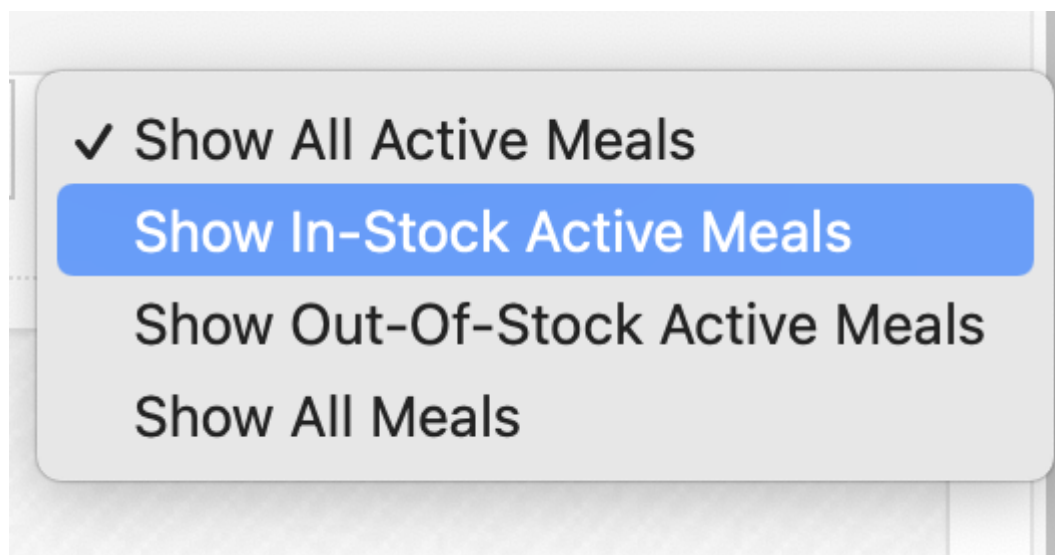 Show All Active Meals
Show In-Stock Active Meals
Show Out-Of-Stock Active Meals
Show All Meals